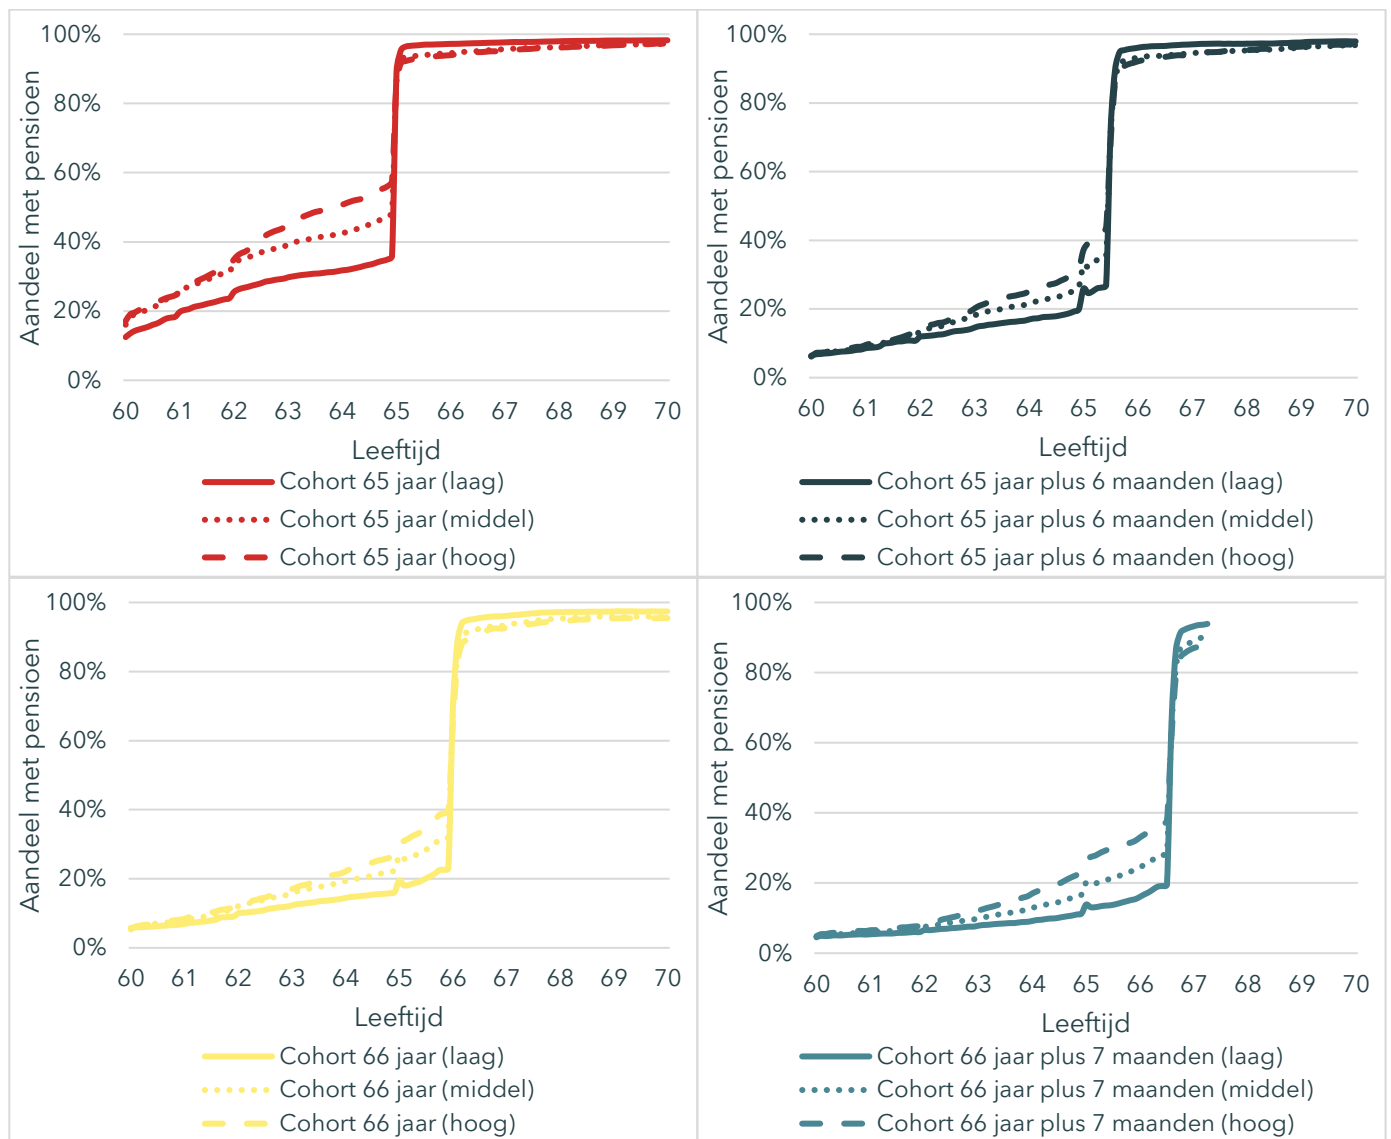 Aandeel met pensioen
100%
80%
60%
40%
20%
0%
60 61 62 63 64 65 66 67 68 69 70
Leeftijd
Cohort 65 jaar (laag)
Cohort 65 jaar (middel)
Cohort 65 jaar (hoog)
Aandeel met pensioen
100%
80%
60%
40%
20%
0%
60 61 62 63 64 65 66 67 68 69 70
Leeftijd
Cohort 65 jaar plus 6 maanden (laag)
Cohort 65 jaar plus 6 maanden (middel)
Cohort 65 jaar plus 6 maanden (hoog)
Aandeel met pensioen
100%
80%
60%
40%
20%
0%
60 61 62 63 64 65 66 67 68 69 70
Leeftijd
Cohort 66 jaar (laag)
Cohort 66 jaar (middel)
Cohort 66 jaar (hoog)
Aandeel met pensioen
100%
80%
60%
40%
20%
0%
60 61 62 63 64 65 66 67 68 69 70
Leeftijd
Cohort 66 jaar plus 7 maanden (laag)
Cohort 66 jaar plus 7 maanden (middel)
Cohort 66 jaar plus 7 maanden (hoog)